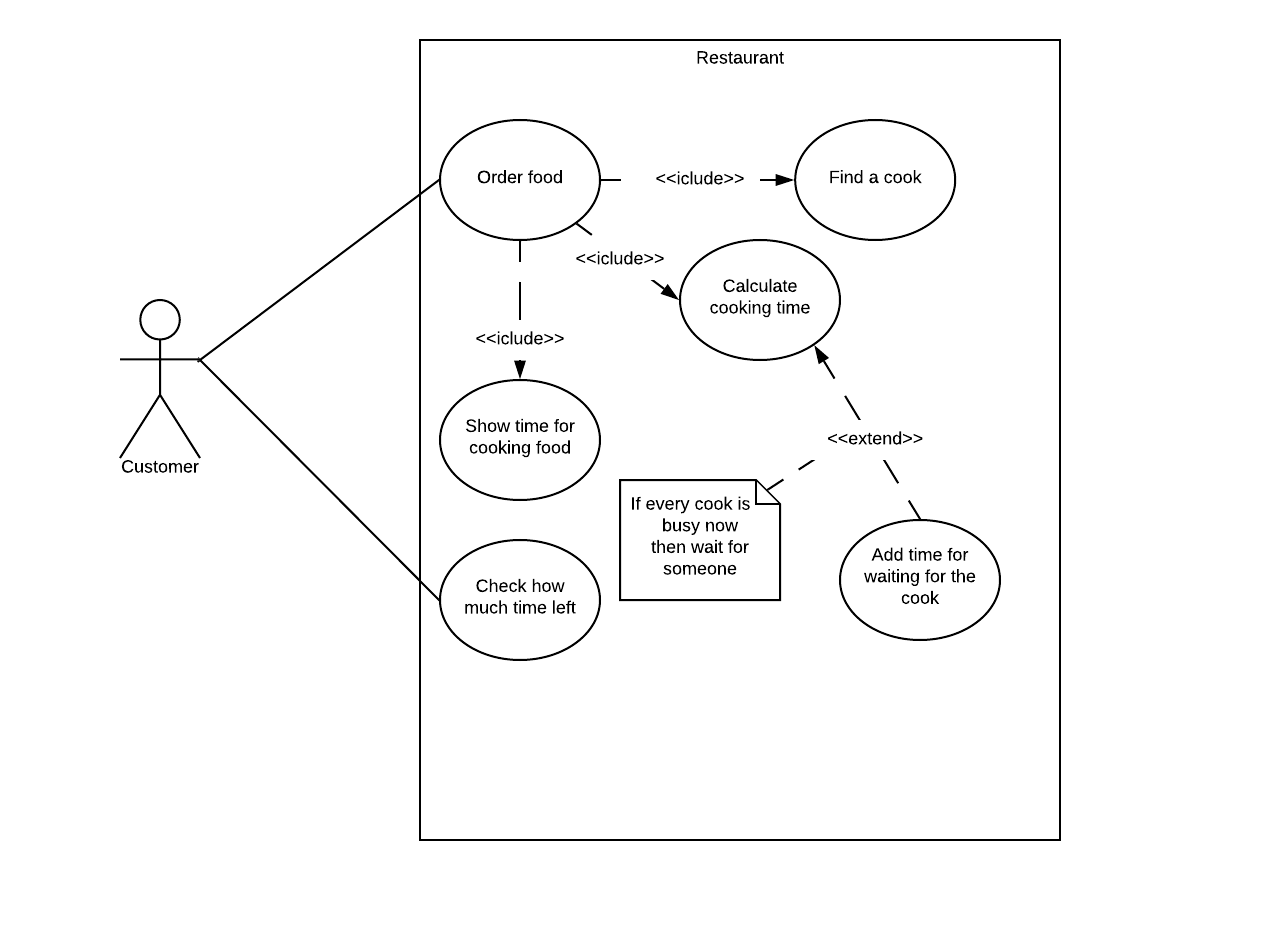 Restaurant
Order food
<<iclude>>
Find a cook
<<iclude>>
Calculate
cooking time
<<iclude>>
Show time for
cooking food
<<extend>>
Customer
If every cook is
busy now
then wait for
someone
Add time for
waiting for the
cook
Check how
much time left